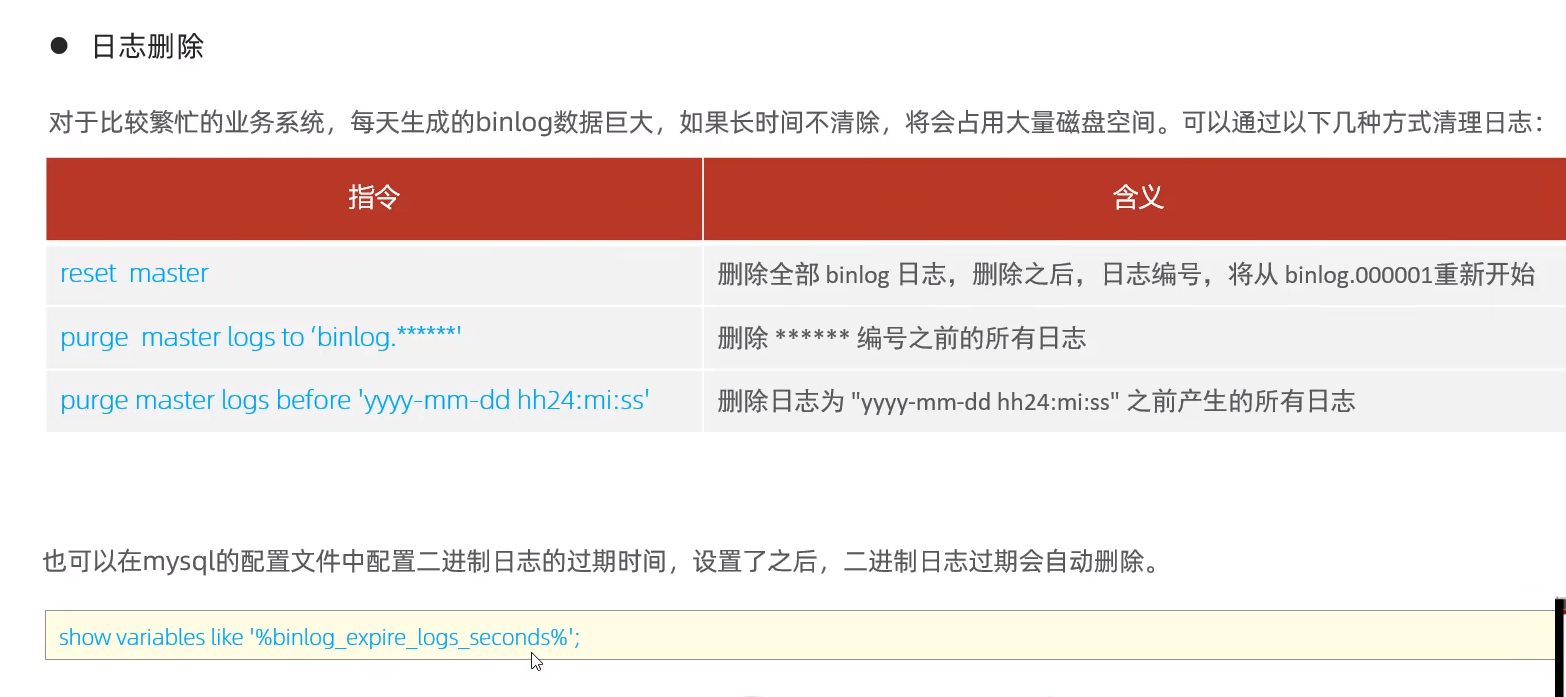 ● 日志删除
对于比较繁忙的业务系统，每天生成的binlog数据巨大，如果长时间不清除，将会占用大量磁盘空间。可以通过以下几种方式清理日志：
指令 含义
reset  master 删除全部 binlog 日志，删除之后，日志编号，将从 binlog.000001重新开始
purge  master logs to ‘binlog.******' 删除 ****** 编号之前的所有日志
purge master logs before 'yyyy-mm-dd hh24:mi:ss' 删除日志为 "yyyy-mm-dd hh24:mi:ss" 之前产生的所有日志
也可以在mysql的配置文件中配置二进制日志的过期时间，设置了之后，二进制日志过期会自动删除。
show variables like '%binlog_expire_logs_seconds%';